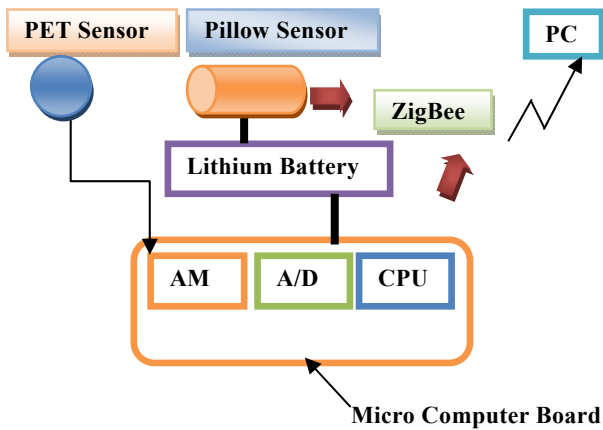 PET Sensor
Pillow Sensor
PC
ZigBee
Lithium Battery
AM
A/D
CPU
Micro Computer Board